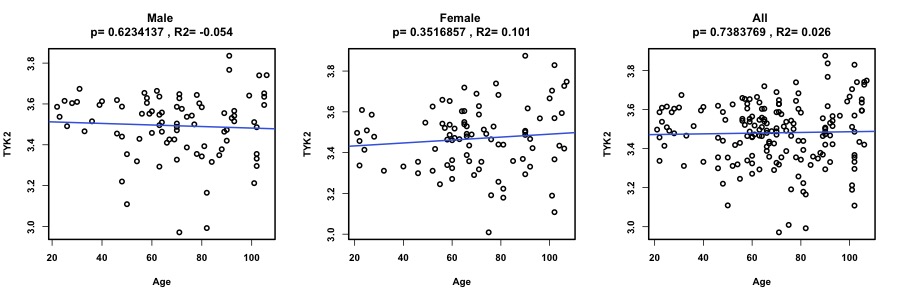 Male
p= 0.6234137 , R2= -0.054
3.8
3.6
3.4
3.2
3.0
TYK2
20 40 60 80 100
Age
Female
p= 0.3516857 , R2= 0.101
3.8
3.6
3.4
3.2
3.0
TYK2
20 40 60 80 100
Age
All
p= 0.7383769 , R2= 0.026
3.8
3.6
3.4
3.2
3.0
TYK2
20 40 60 80 100
Age